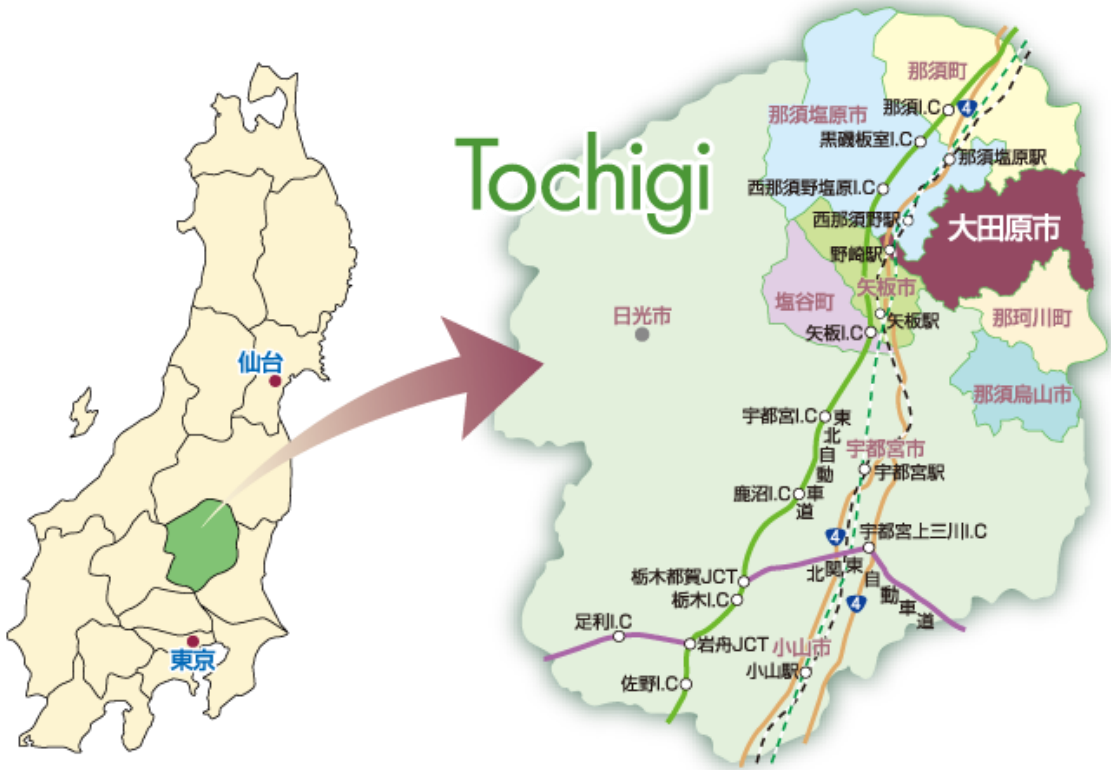 仙台
東京
Tochigi
那須町
那須I.C
4
那須塩原市
黒磯板室I.C
那須塩原駅
西那須野塩原I.C
西那須野駅
大田原市
野崎駅
矢板市
塩谷町
日光市
矢板駅
矢板I.C
那珂川町
那須烏山市
宇都宮I.C
東北自動車道
宇都宮市
宇都宮駅
鹿沼I.C
4
宇都宮上三川I.C
北関東自動車道
栃木都賀JCT
栃木I.C
4
足利I.C
岩舟JCT
小山市
小山駅
佐野I.C